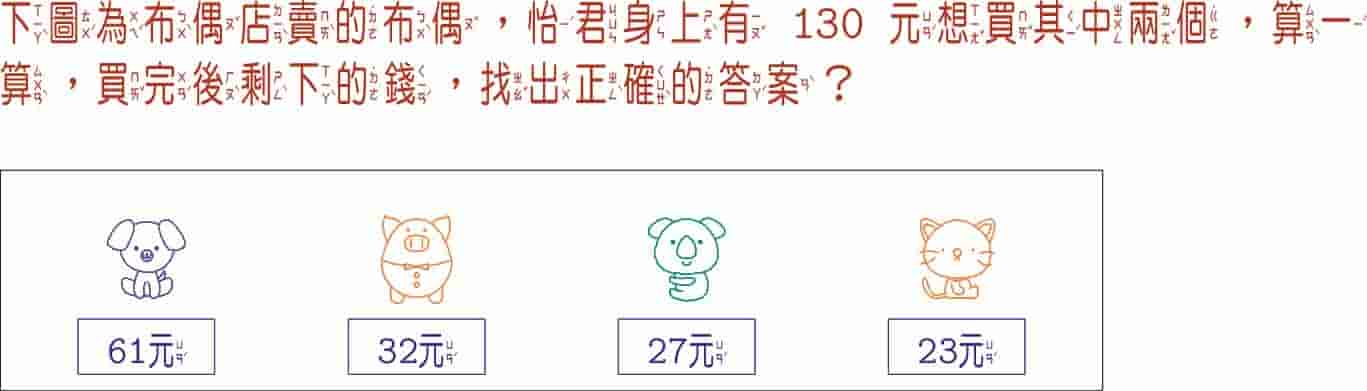 下圖為布偶店賣的布偶，怡君身上有 130 元想買其中兩個，算一
算，買完後剩下的錢，找出正確的答案？
61元 32元 27元 23元